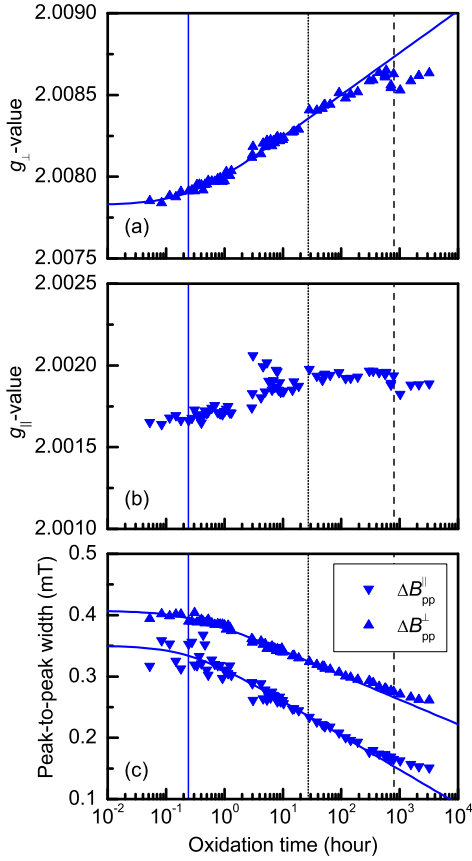 2.0090
2.0085
2.0080
2.0075
g⊥-value
(a)
2.0025
2.0020
2.0015
2.0010
g||-value
(b)
0.5
0.4
0.3
0.2
0.1
Peak-to-peak width (mT)
ΔB||pp
ΔB⊥pp
(c)
10-2 10-1 100 101 102 103 104
Oxidation time (hour)